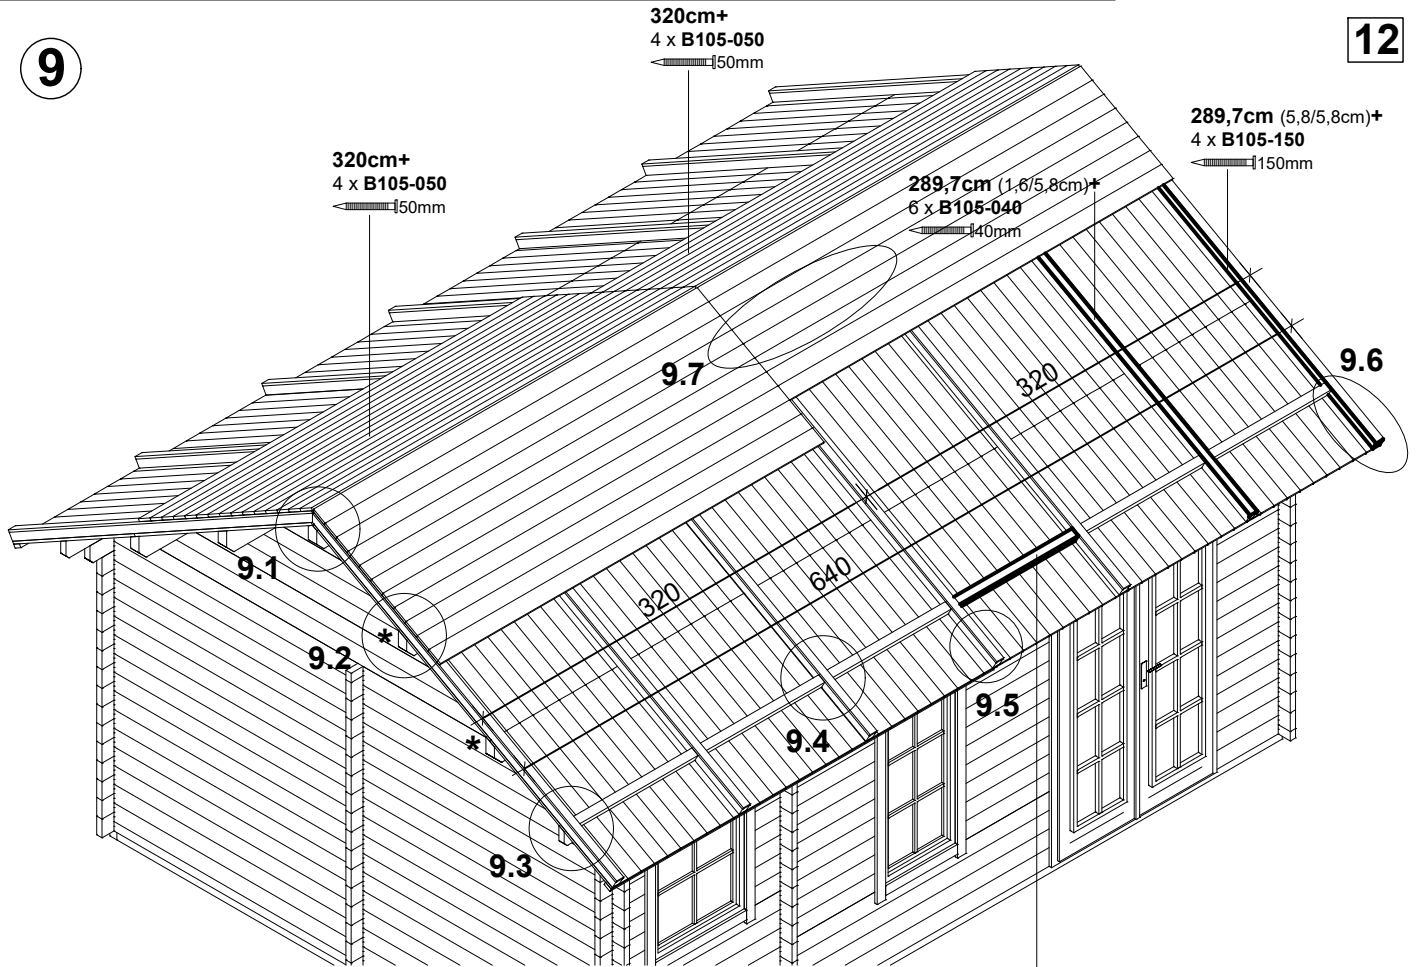 9
320cm+
4 x B105-050
50mm
12
320cm+
4 x B105-050
50mm
289,7cm (1,6/5,8cm)+
6 x B105-040
40mm
289,7cm (5,8/5,8cm)+
4 x B105-150
150mm
9.7
320
9.6
9.1
320
640
*
9.2
9.5
*
9.4
9.3